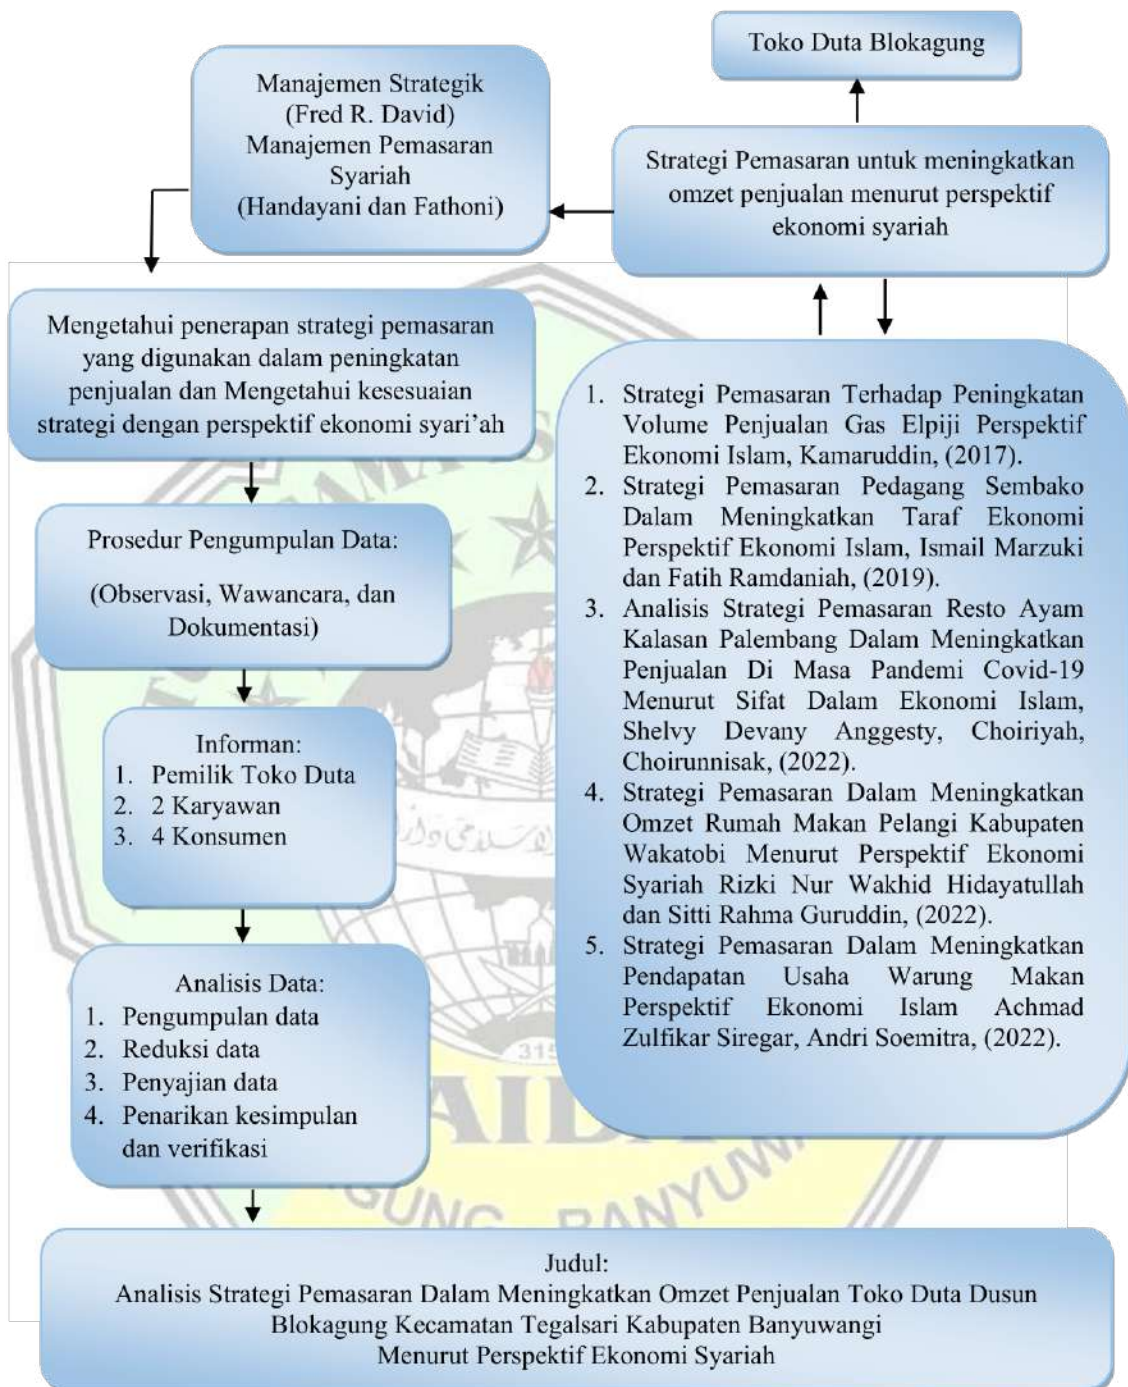 Toko Duta Blokagung
Manajemen Strategik
(Fred R. David)
Manajemen Pemasaran
Syariah
(Handayani dan Fathoni)
Strategi Pemasaran untuk meningkatkan
omzet penjualan menurut perspektif
ekonomi syariah
Mengetahui penerapan strategi pemasaran
yang digunakan dalam peningkatan
penjualan dan Mengetahui kesesuaian
strategi dengan perspektif ekonomi syari’ah
Prosedur Pengumpulan Data:
(Observasi, Wawancara, dan
Dokumentasi)
Informan:
1. Pemilik Toko Duta
2. 2 Karyawan
3. 4 Konsumen
Analisis Data:
1. Pengumpulan data
2. Reduksi data
3. Penyajian data
4. Penarikan kesimpulan
dan verifikasi
1. Strategi Pemasaran Terhadap Peningkatan
Volume Penjualan Gas Elpiji Perspektif
Ekonomi Islam, Kamaruddin, (2017).
2. Strategi Pemasaran Pedagang Sembako
Dalam Meningkatkan Taraf Ekonomi
Perspektif Ekonomi Islam, Ismail Marzuki
dan Fatih Ramdaniah, (2019).
3. Analisis Strategi Pemasaran Resto Ayam
Kalasan Palembang Dalam Meningkatkan
Penjualan Di Masa Pandemi Covid-19
Menurut Sifat Dalam Ekonomi Islam,
Shelvy Devany Anggesty, Choiriyah,
Choirunnisak, (2022).
4. Strategi Pemasaran Dalam Meningkatkan
Omzet Rumah Makan Pelangi Kabupaten
Wakatobi Menurut Perspektif Ekonomi
Syariah Rizki Nur Wakhid Hidayatullah
dan Sitti Rahma Guruddin, (2022).
5. Strategi Pemasaran Dalam Meningkatkan
Pendapatan Usaha Warung Makan
Perspektif Ekonomi Islam Achmad
Zulfikar Siregar, Andri Soemitra, (2022).
Judul:
Analisis Strategi Pemasaran Dalam Meningkatkan Omzet Penjualan Toko Duta Dusun
Blokagung Kecamatan Tegalsari Kabupaten Banyuwangi
Menurut Perspektif Ekonomi Syariah